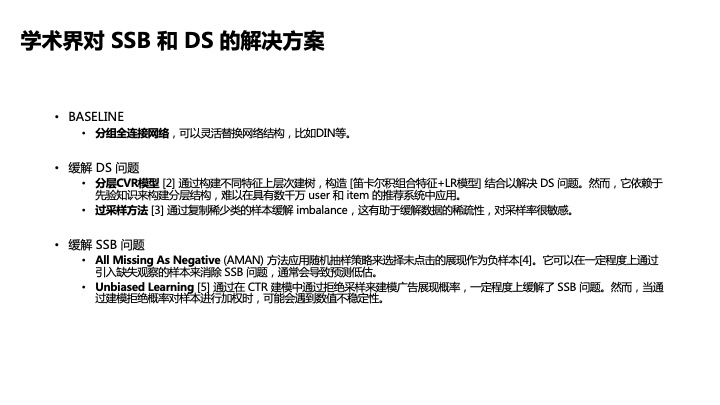 学术界对 SSB 和 DS 的解决方案
• BASELINE
• 分组全连接网络，可以灵活替换网络结构，比如DIN等。
• 缓解 DS 问题
• 分层CVR模型 [2] 通过构建不同特征上层次建树，构造 [笛卡尔积组合特征+LR模型] 结合以解决 DS 问题。然而，它依赖于
先验知识来构建分层结构，难以在具有数千万 user 和 item 的推荐系统中应用。
• 过采样方法 [3] 通过复制稀少类的样本缓解 imbalance，这有助于缓解数据的稀疏性，对采样率很敏感。
• 缓解 SSB 问题
• All Missing As Negative (AMAN) 方法应用随机抽样策略来选择未点击的展现作为负样本[4]。它可以在一定程度上通过
引入缺失观察的样本来消除 SSB 问题，通常会导致预测低估。
• Unbiased Learning [5] 通过在 CTR 建模中通过拒绝采样来建模广告展现概率，一定程度上缓解了 SSB 问题。然而，当通
过建模拒绝概率对样本进行加权时，可能会遇到数值不稳定性。